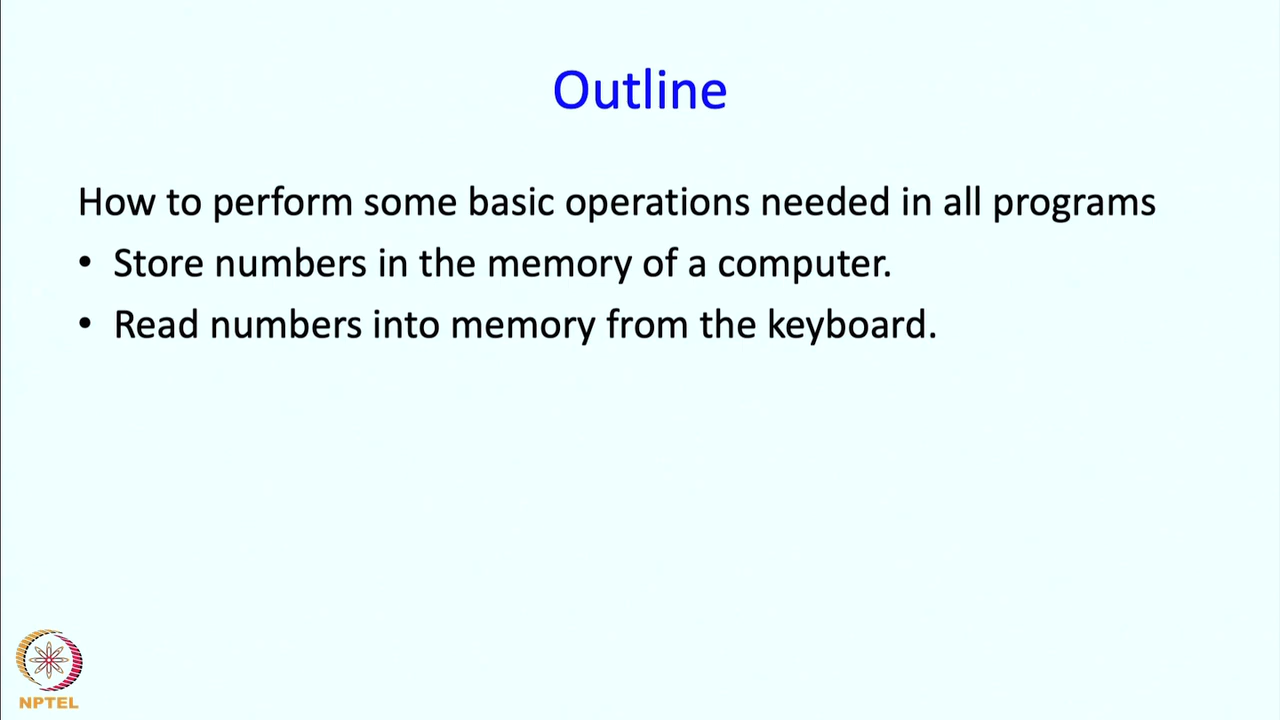 Outline
How to perform some basic operations needed in all programs
• Store numbers in the memory of a computer.
• Read numbers into memory from the keyboard.
NPTEL